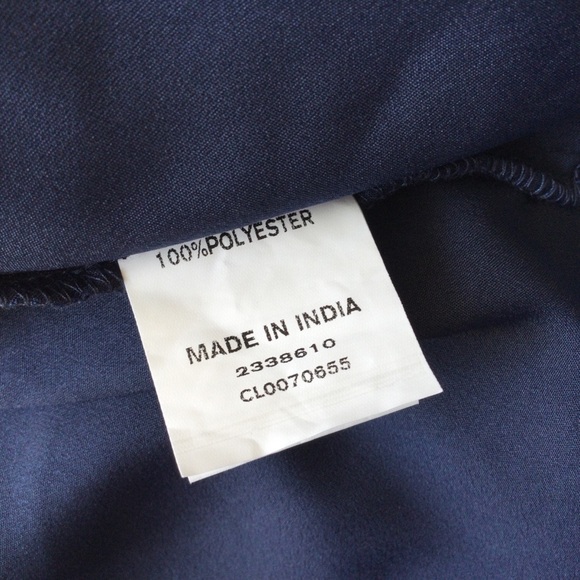 100%POLYESTER
MADE IN INDIA
2338610
CL0070655